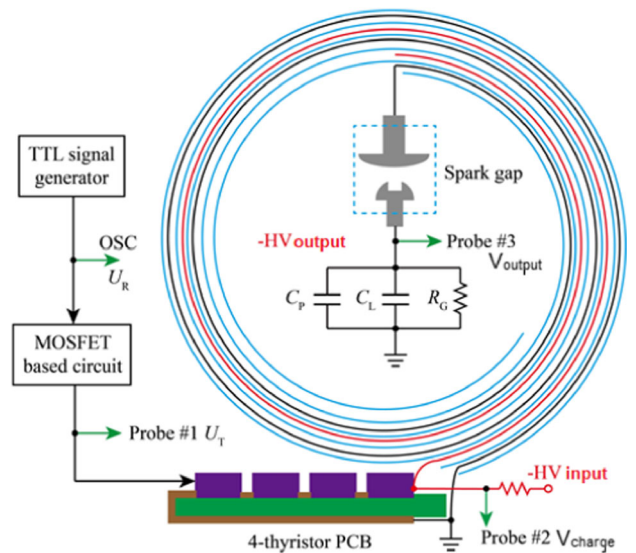 TTL signal
generator
OSC
U_R
MOSFET
based circuit
Probe #1 U_T
Spark gap
-HV output
Probe #3
V_output
C_P
C_L
R_G
-HV input
4-thyristor PCB
Probe #2 V_charge